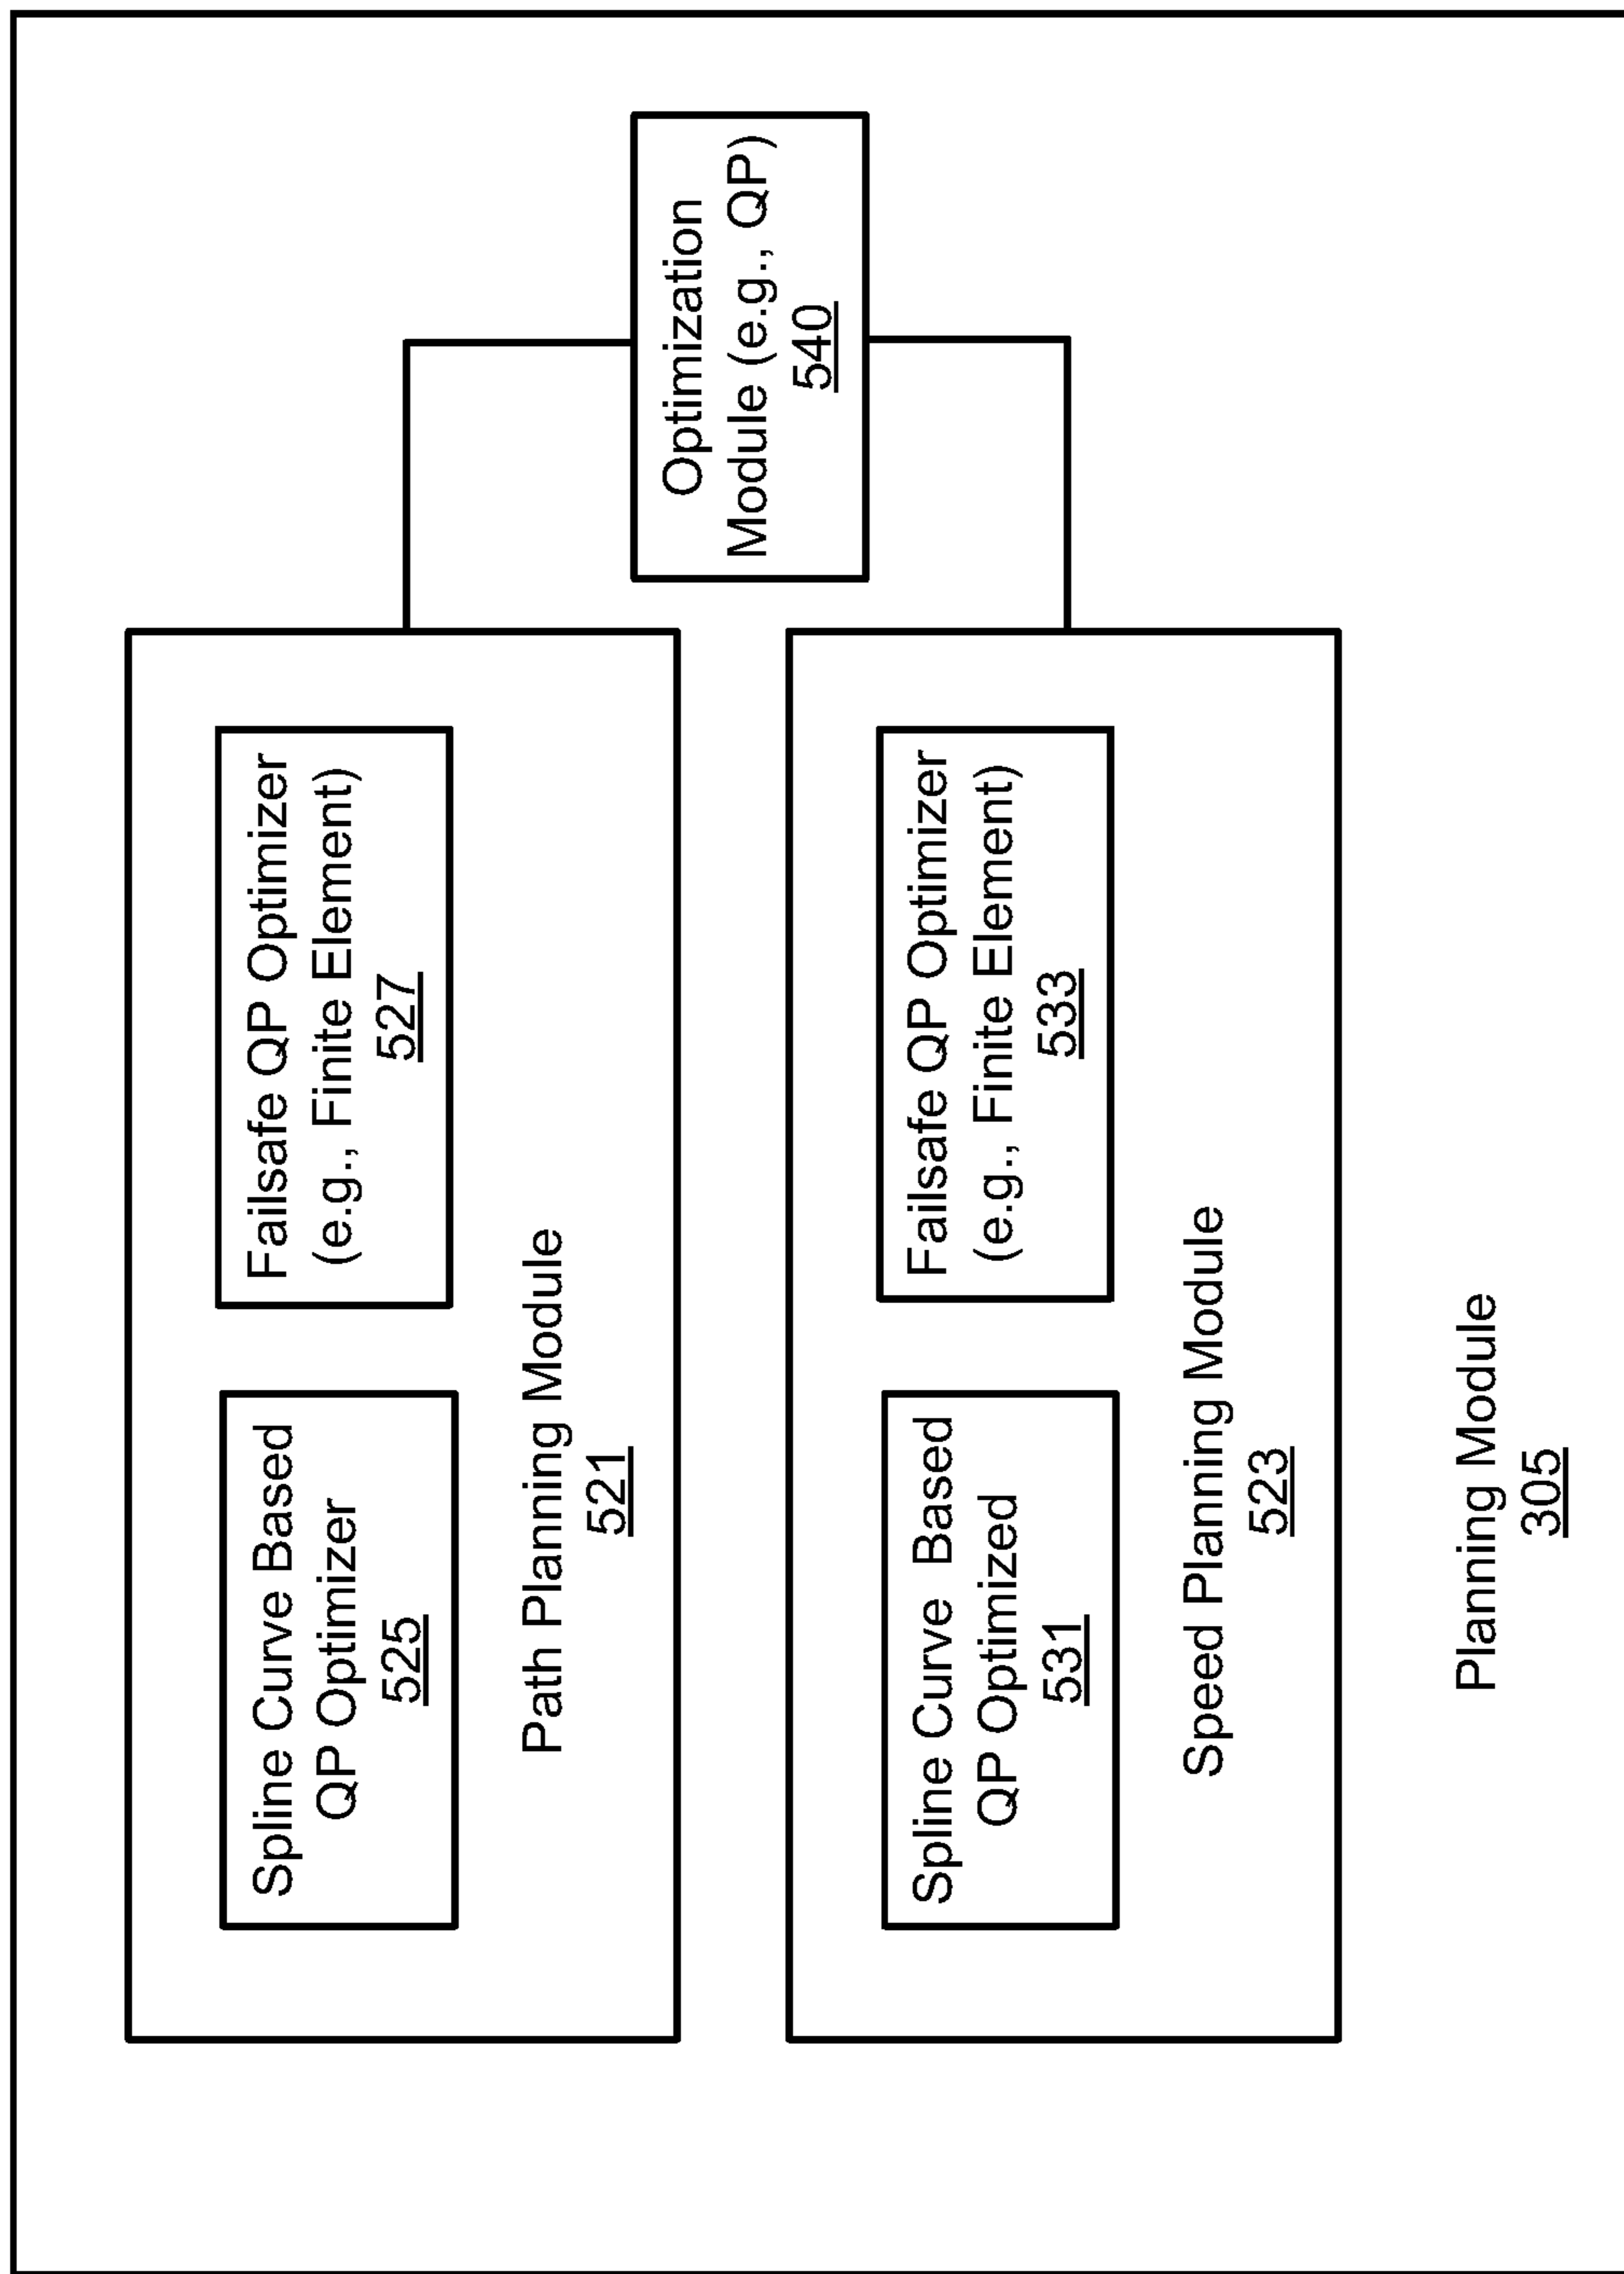 Spline Curve Based
QP Optimizer
525
Failsafe QP Optimizer
(e.g., Finite Element)
527
Path Planning Module
521
Optimization
Module (e.g., QP)
540
Spline Curve  Based
QP Optimized
531
Failsafe QP Optimizer
(e.g., Finite Element)
533
Speed Planning Module
523
Planning Module
305